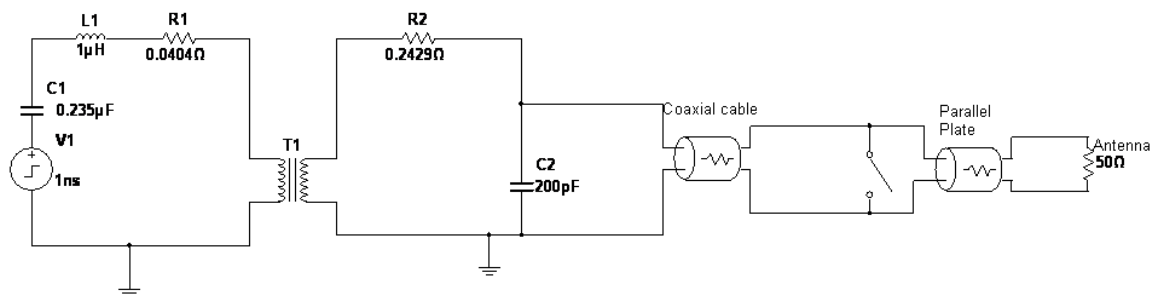 L1
1µH
R1
0.0404Ω
C1
0.235µF
V1
1ns
T1
R2
0.2429Ω
C2
200pF
Coaxial cable
Parallel
Plate
Antenna
50Ω